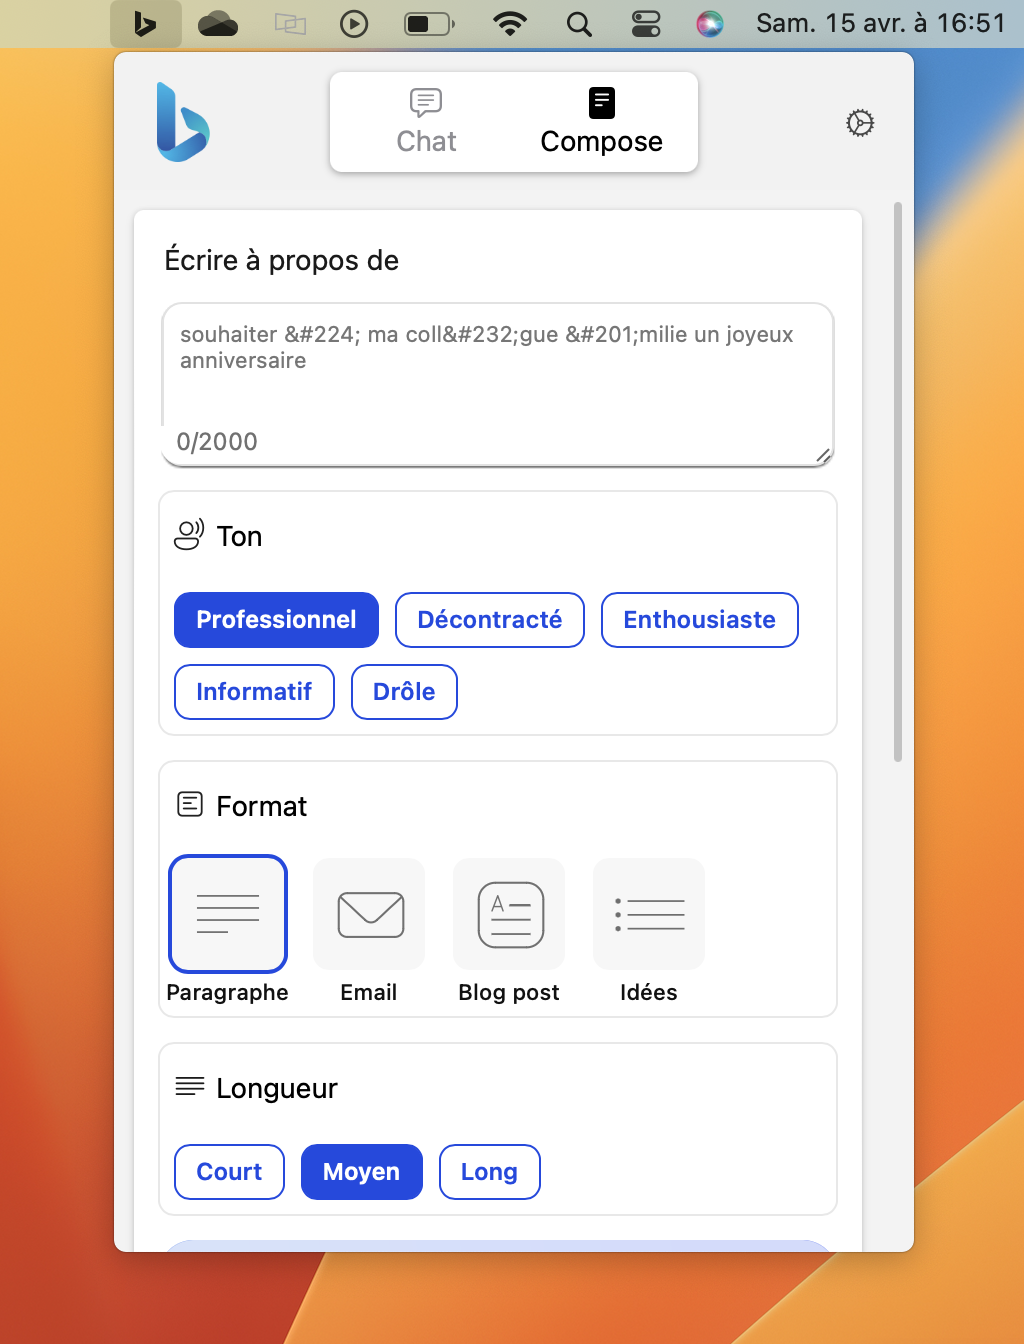 Sam. 15 avr. à 16:51
Chat
Compose
Écrire à propos de
souhaiter &#224; ma coll&#232;gue &#201;milie un joyeux
anniversaire
0/2000
Ton
Professionnel
Décontracté
Enthousiaste
Informatif
Drôle
Format
A
Paragraphe
Email
Blog post
Idées
Longueur
Court
Moyen
Long